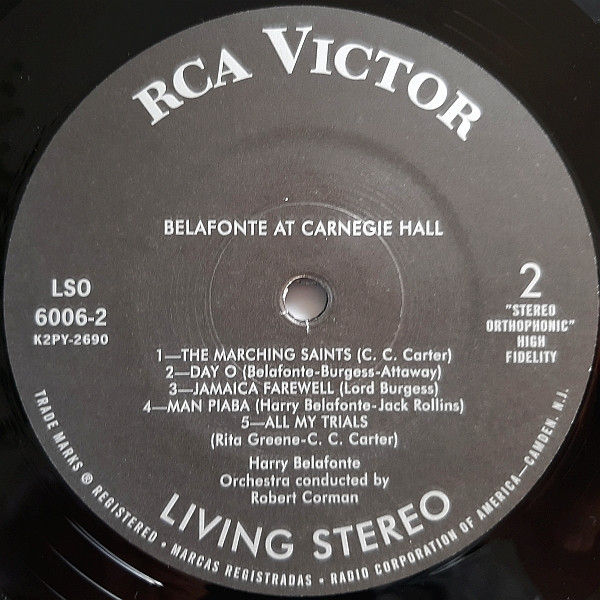 RCA VICTOR
BELAFONTE AT CARNEGIE HALL
LSO
6006-2
K2PY-2690
2
"STEREO
ORTHOPHONIC"
HIGH
FIDELITY
1—THE MARCHING SAINTS (C. C. Carter)
2—DAY O (Belafonte-Burgess-Attaway)
3—JAMAICA FAREWELL (Lord Burgess)
4—MAN PIABA (Harry Belafonte-Jack Rollins)
5—ALL MY TRIALS
(Rita Greene-C. C. Carter)
Harry Belafonte
Orchestra conducted by
Robert Corman
LIVING STEREO
TRADE MARKS ® REGISTERED • MARCAS REGISTRADAS • RADIO CORPORATION OF AMERICA—CAMDEN, N.J.